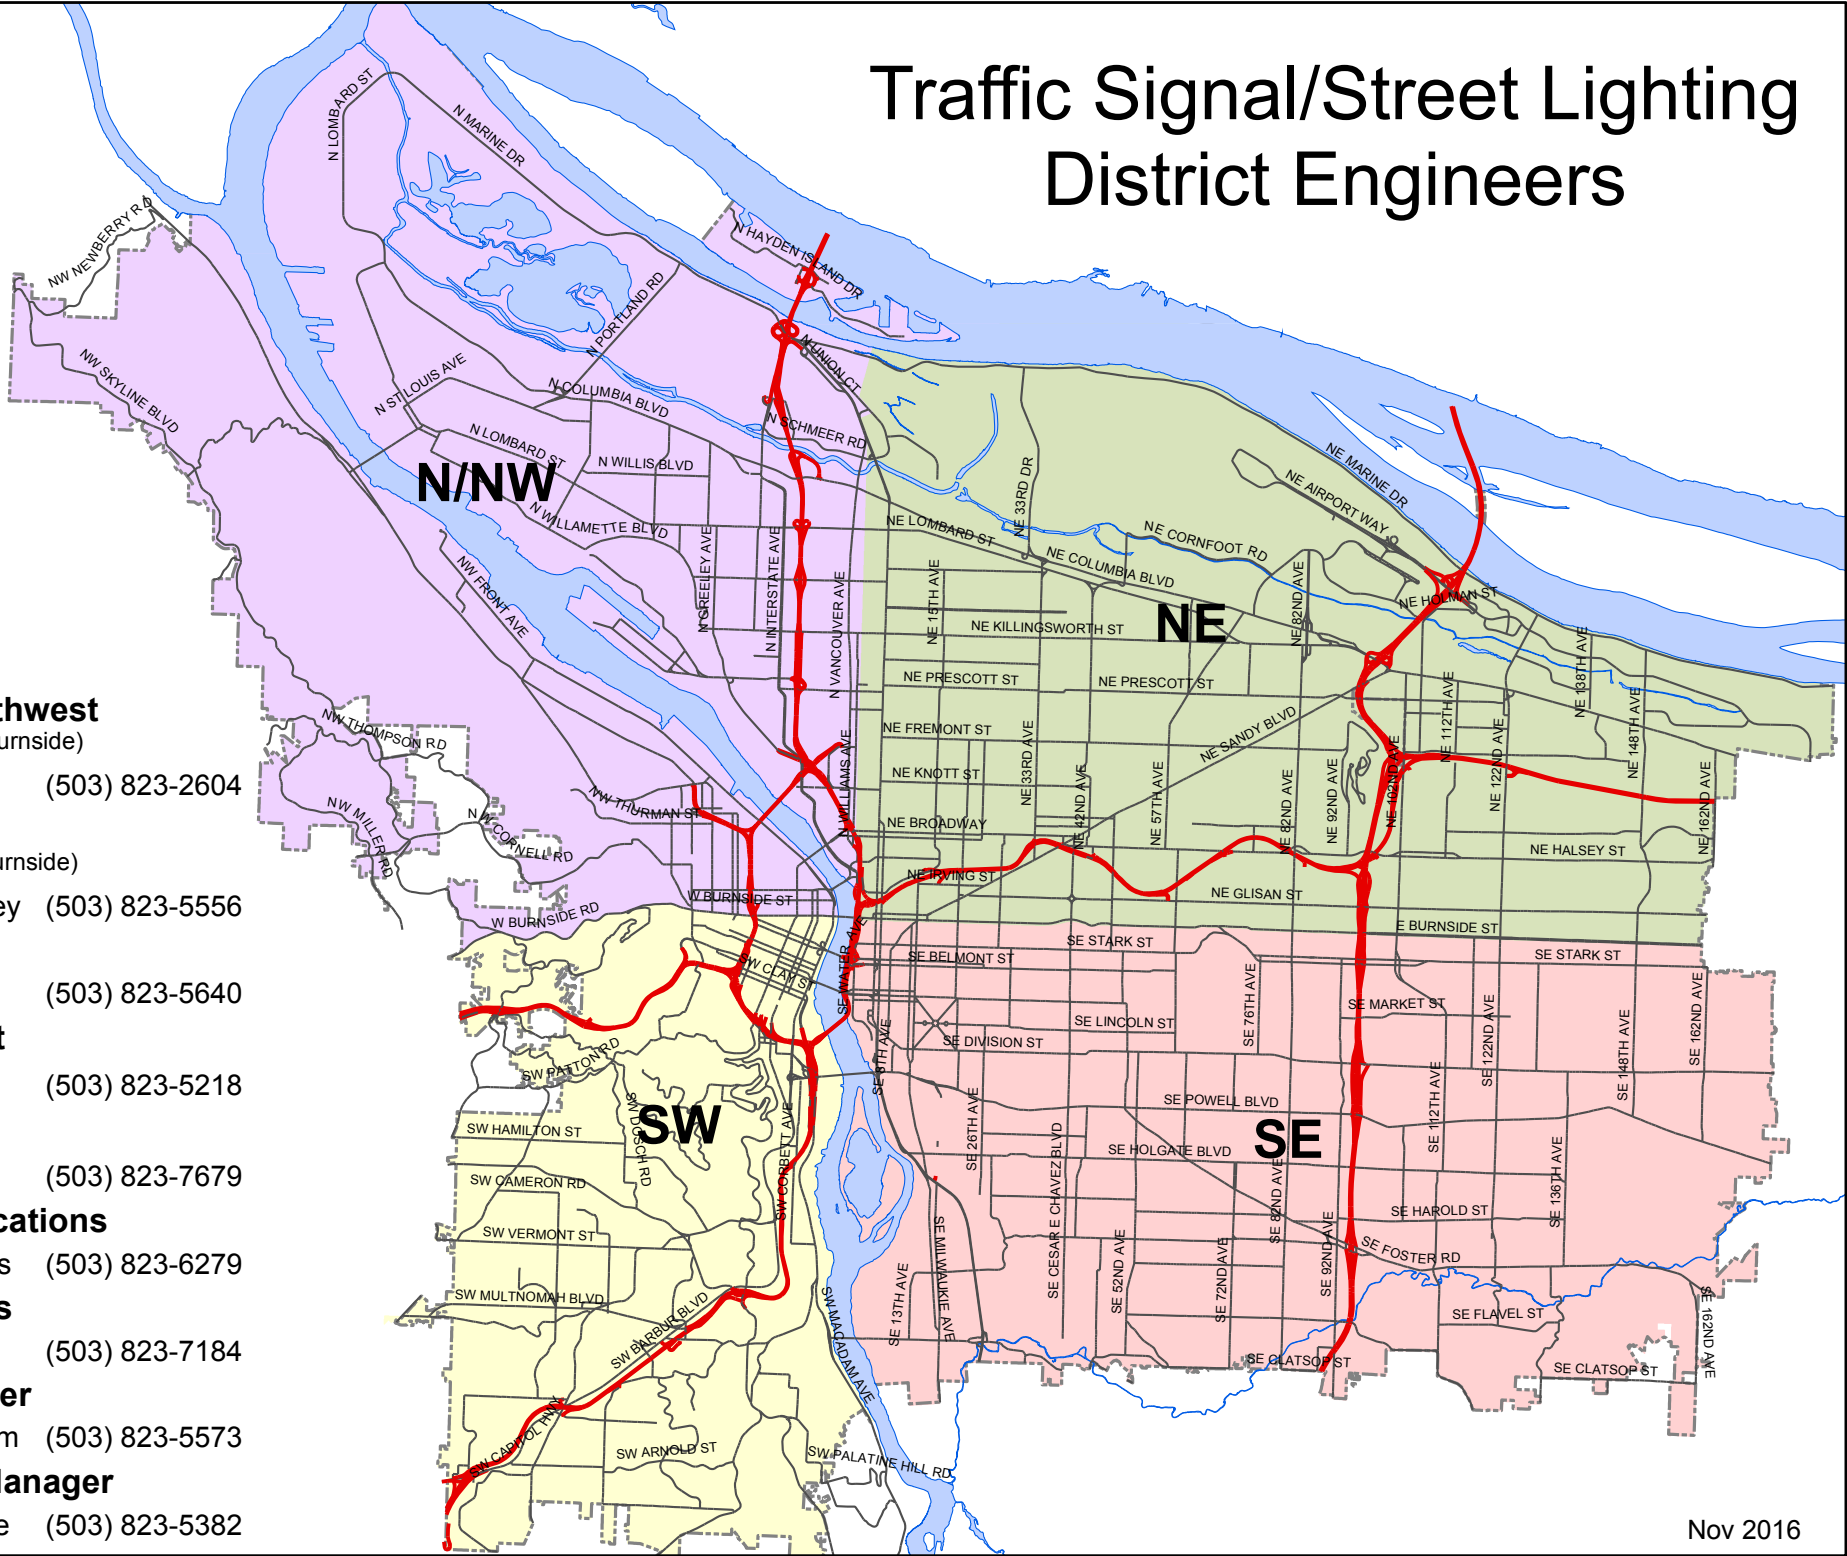 Traffic Signal/Street Lighting
District Engineers
thwest
urnside)
(503) 823-2604
urnside)
ey (503) 823-5556
(503) 823-5640
t
(503) 823-5218
(503) 823-7679
cations
s (503) 823-6279
s
(503) 823-7184
er
m (503) 823-5573
Manager
e (503) 823-5382
N/NW
NE
SW
SE
N LOMBARD ST
N MARINE DR
NW NEWBERRY RD
N HAYDEN ISLAND DR
N PORTLAND RD
N UNION CT
NW SKYLINE BLVD
N ST LOUIS AVE
N COLUMBIA BLVD
N SCHMEER RD
N LOMBARD ST
N WILLIS BLVD
N WILLAMETTE BLVD
NW FRONT AVE
N GREELEY AVE
N INTERSTATE AVE
N VANCOUVER AVE
NW THOMPSON RD
NW MILLER RD
NW CORNELL RD
NW THURMAN ST
N WILLIAMS AVE
W BURNSIDE ST
W BURNSIDE RD
NE 33RD DR
NE MARINE DR
NE AIRPORT WAY
NE LOMBARD ST
NE CORNFOOT RD
NE COLUMBIA BLVD
NE 82ND AVE
NE HOLMAN ST
NE 15TH AVE
NE KILLINGSWORTH ST
NE PRESCOTT ST
NE PRESCOTT ST
NE 138TH AVE
NE 112TH AVE
NE 122ND AVE
NE 148TH AVE
NE FREMONT ST
NE SANDY BLVD
NE KNOTT ST
NE 33RD AVE
NE 42ND AVE
NE 57TH AVE
NE 82ND AVE
NE 92ND AVE
NE 102ND AVE
NE 162ND AVE
NE BROADWAY
NE HALSEY ST
NE IRVING ST
NE GLISAN ST
E BURNSIDE ST
SE STARK ST
SE STARK ST
SE BELMONT ST
SE WATER AVE
SW CLAY ST
SE 76TH AVE
SE MARKET ST
SE LINCOLN ST
SE DIVISION ST
SE 122ND AVE
SE 148TH AVE
SE 162ND AVE
SE 8TH AVE
SW PATTON RD
SW DOSCH RD
SW HAMILTON ST
SW CORBETT AVE
SE POWELL BLVD
SE 112TH AVE
SE 26TH AVE
SE HOLGATE BLVD
SE CESAR E CHAVEZ BLVD
SE 82ND AVE
SE 136TH AVE
SW CAMERON RD
SW VERMONT ST
SE HAROLD ST
SE FOSTER RD
SE MILWAUKIE AVE
SE 13TH AVE
SE 52ND AVE
SE 72ND AVE
SE 92ND AVE
SW MULTNOMAH BLVD
SW BARBUR BLVD
SW MACADAM AVE
SE FLAVEL ST
SE 162ND AVE
SE CLATSOP ST
SE CLATSOP ST
SW CAPITOL HWY
SW ARNOLD ST
SW PALATINE HILL RD
Nov 2016